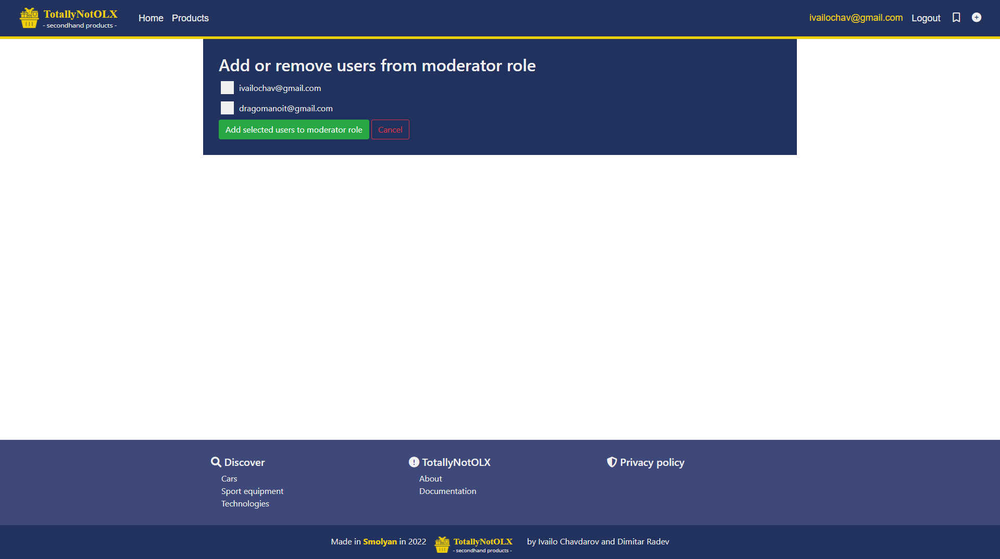 TotallyNotOLX
- secondhand products -
Home Products
ivailochav@gmail.com Logout
Add or remove users from moderator role
ivailochav@gmail.com
dragomanoit@gmail.com
Add selected users to moderator role Cancel
Discover
Cars
Sport equipment
Technologies
TotallyNotOLX
About
Documentation
Privacy policy
Made in Smolyan in 2022
TotallyNotOLX
- secondhand products -
by Ivailo Chavdarov and Dimitar Radev